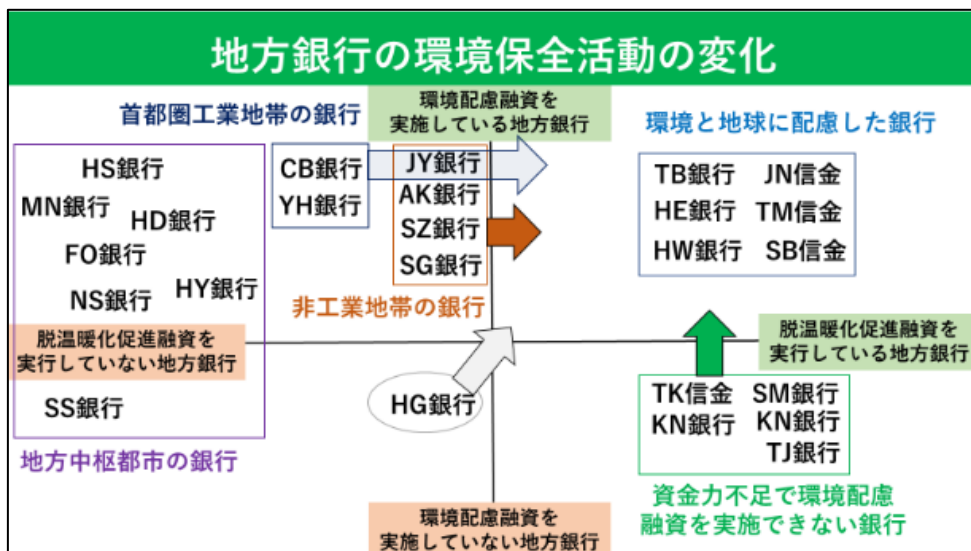 地方銀行の環境保全活動の変化
首都圏工業地帯の銀行
環境配慮融資を
実施している地方銀行
環境と地球に配慮した銀行
HS銀行
MN銀行
HD銀行
FO銀行
NS銀行
HY銀行
CB銀行
YH銀行
JY銀行
AK銀行
SZ銀行
SG銀行
非工業地帯の銀行
TB銀行 JN信金
HE銀行 TM信金
HW銀行 SB信金
脱温暖化促進融資を
実行していない地方銀行
脱温暖化促進融資を
実行している地方銀行
SS銀行
地方中枢都市の銀行
HG銀行
TK信金 SM銀行
KN銀行 KN銀行
TJ銀行
資金力不足で環境配慮
融資を実施できない銀行
環境配慮融資を
実施していない地方銀行